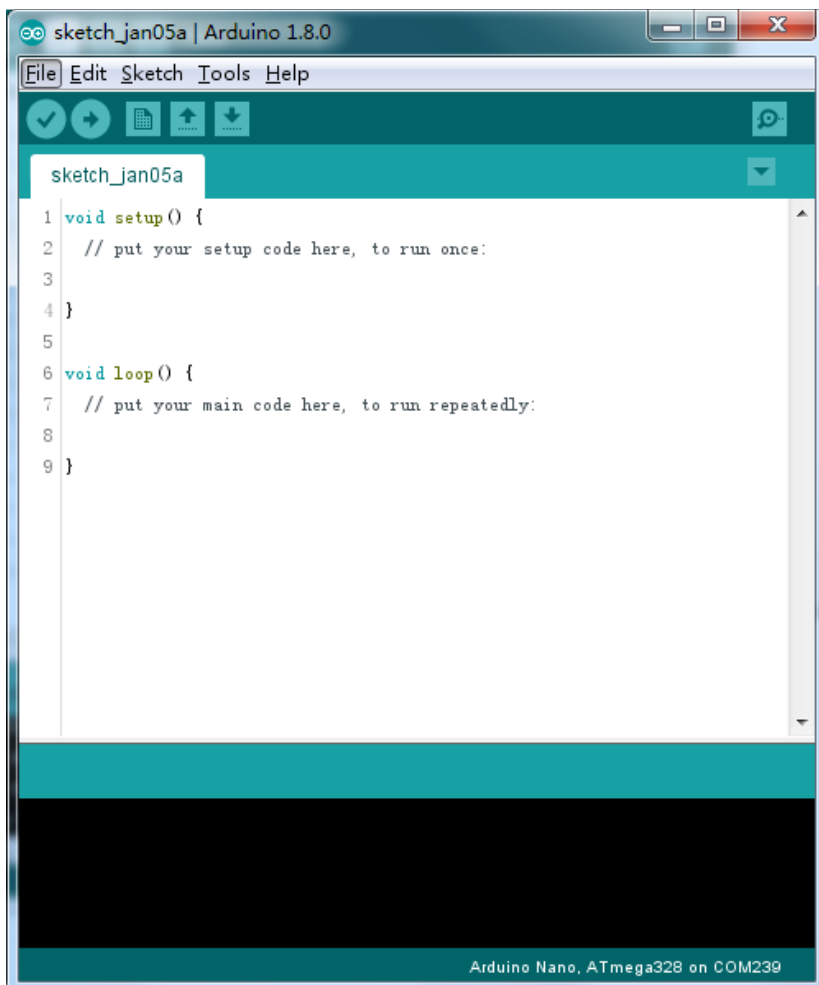 sketch_jan05a | Arduino 1.8.0
File Edit Sketch Tools Help
sketch_jan05a
1 void setup() {
2 // put your setup code here, to run once:
3
4 }
5
6 void loop() {
7 // put your main code here, to run repeatedly:
8
9 }
Arduino Nano, ATmega328 on COM239